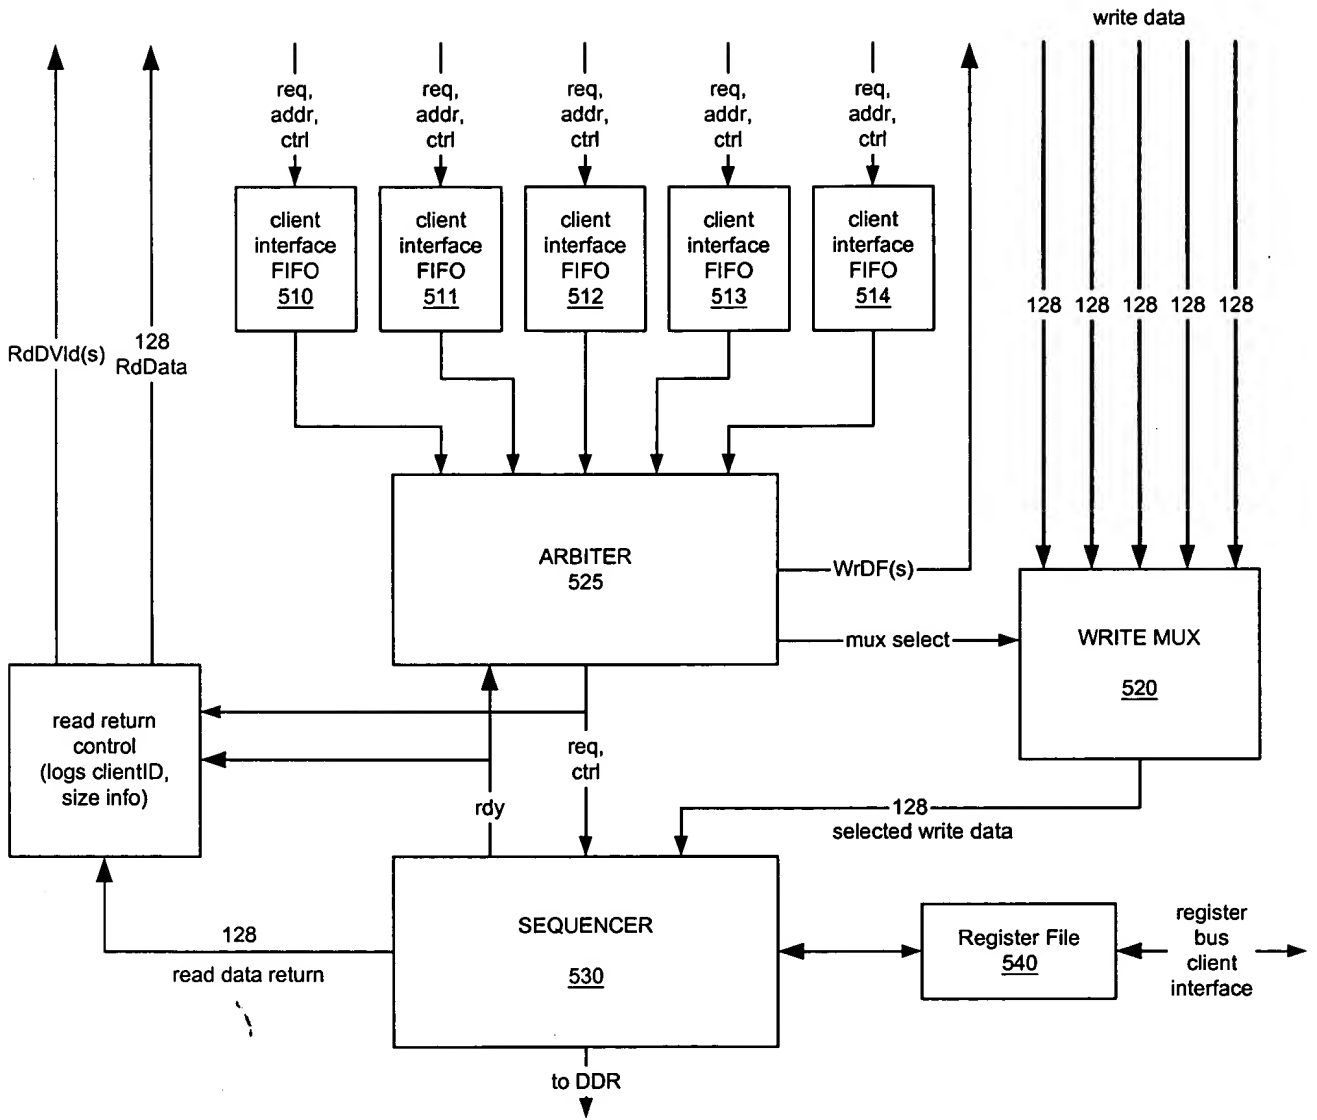 write data
req,
addr,
ctrl
req,
addr,
ctrl
req,
addr,
ctrl
req,
addr,
ctrl
req,
addr,
ctrl
client
interface
FIFO
510
client
interface
FIFO
511
client
interface
FIFO
512
client
interface
FIFO
513
client
interface
FIFO
514
128 128 128 128 128
RdDVld(s)
128
RdData
ARBITER
525
WrDF(s)
mux select
WRITE MUX
520
read return
control
(logs clientID,
size info)
req,
ctrl
rdy
128
selected write data
SEQUENCER
530
128
read data return
Register File
540
register
bus
client
interface
to DDR